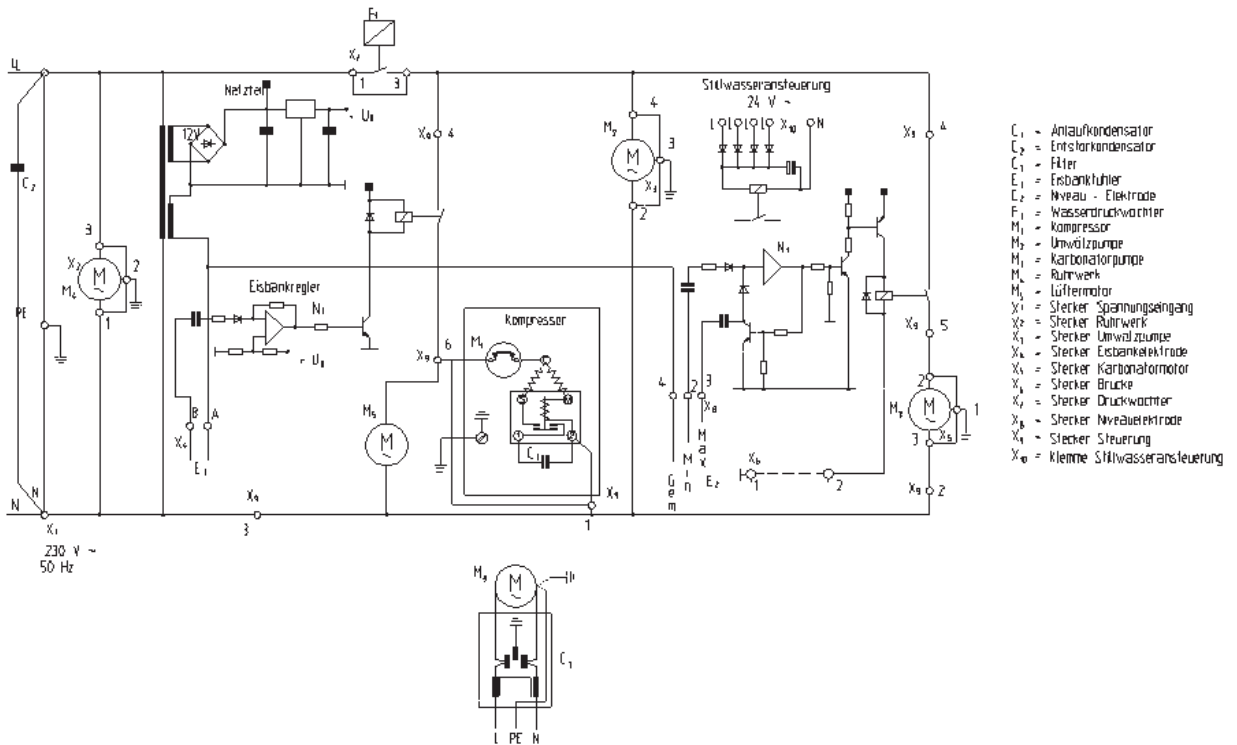 F₁
L
X₇
1 3
Netzteil
12V
U₈
X₉ 4
4
M₂
3
M
X₃
2
Stillwasseransteuerung
24 V ~
L L L L X₁₀ N
X₉ 4
C₂
3
X₂
M
2
M₄
1
PE
Eisbankregler
N₁
U₈
N₁
Kompressor
X₉ 6
M₁
C₁
M₅
M
B A
X₄
E₁
4
2
3
X₈
Gem
Min
Max
E₂
X₉
5
2
M
1
X₅
3
X₆
1 2
X₉ 2
N N
X₁
X₉
3
X₉
1
230 V ~
50 Hz
M₃
M
C₃
L PE N
C₁ = Anlaufkondensator
C₂ = Entstörkondensator
= Filter
E₁ = Eisbankfühler
E₂ = Niveau - Elektrode
F₁ = Wasserdruckwächter
M₁ = Kompressor
M₂ = Umwälzpumpe
= Karbonatorpumpe
M₄ = Rührwerk
M₅ = Lüftermotor
X₁ = Stecker Spannungseingang
X₂ = Stecker Rührwerk
= Stecker Umwälzpumpe
X₄ = Stecker Eisbankelektrode
X₅ = Stecker Karbonatormotor
X₆ = Stecker Brücke
X₇ = Stecker Druckwächter
X₈ = Stecker Niveauelektrode
X₉ = Stecker Steuerung
X₁₀ = Klemme Stillwasseransteuerung